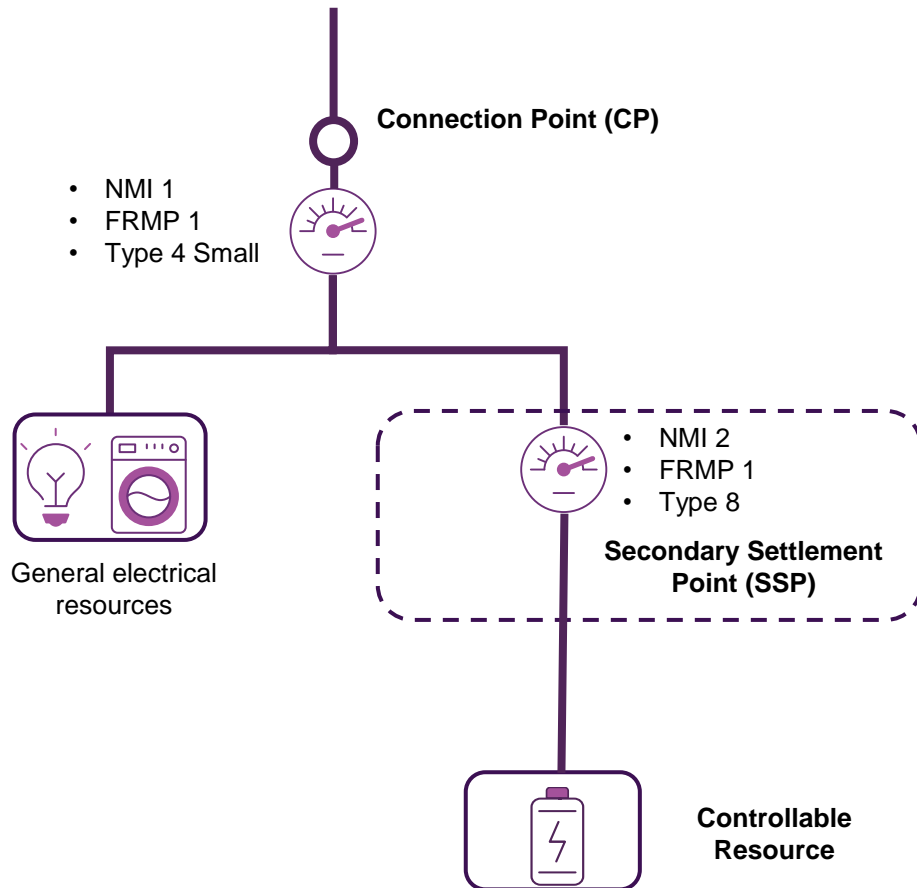 Connection Point (CP)
• NMI 1
• FRMP 1
• Type 4 Small
• NMI 2
• FRMP 1
• Type 8
Secondary Settlement
Point (SSP)
General electrical
resources
Controllable
Resource